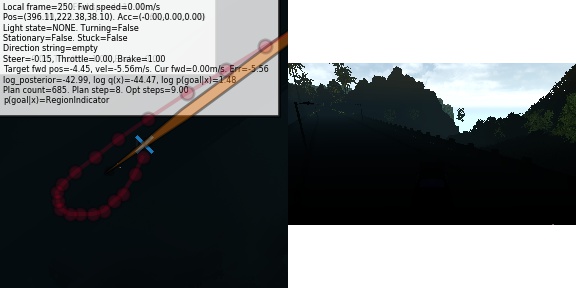 Local frame=250. Fwd speed=0.00m/s
Pos=(396.11,222.38,38.10). Acc=(-0.00,0.00,0.00)
Light state=NONE. Turning=False
Stationary=False. Stuck=False
Direction string=empty
Steer=-0.15, Throttle=0.00, Brake=1.00
Target fwd pos=-4.45, vel=-5.56m/s. Cur fwd=0.00m/s. Err=-5.56
log_posterior=-42.99, log q(x)=-44.47, log p(goal|x)=1.48
Plan count=685. Plan step=8. Opt steps=9.00
p(goal|x)=RegionIndicator